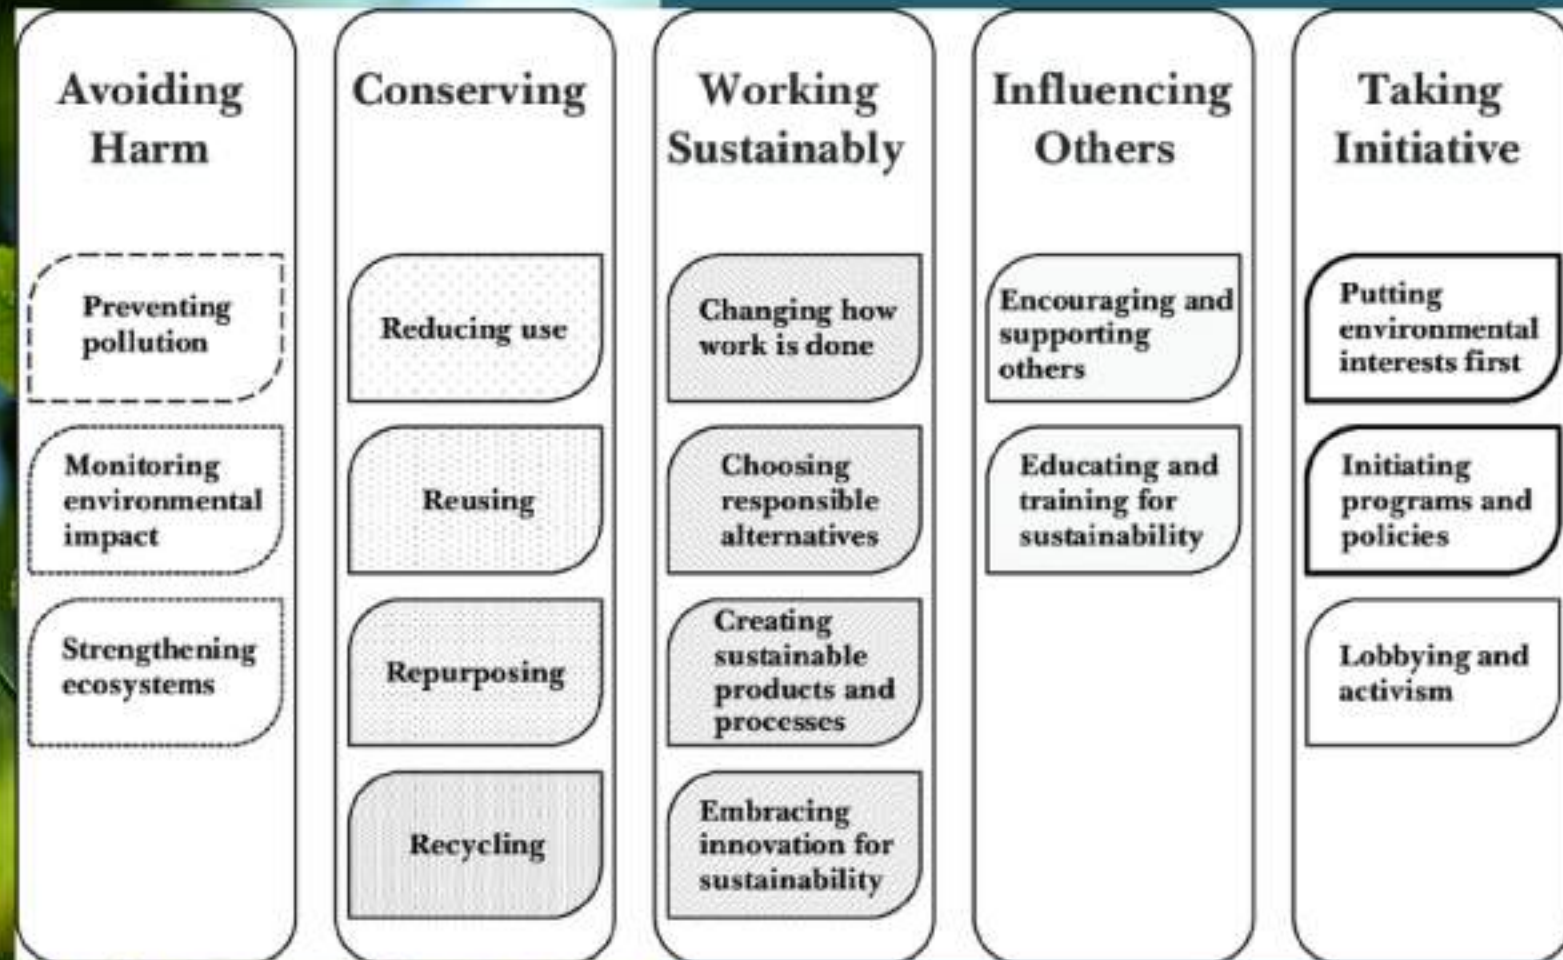 Avoiding
Harm
Preventing
pollution
Monitoring
environmental
impact
Strengthening
ecosystems
Conserving
Reducing use
Reusing
Repurposing
Recycling
Working
Sustainably
Changing how
work is done
Choosing
responsible
alternatives
Creating
sustainable
products and
processes
Embracing
innovation for
sustainability
Influencing
Others
Encouraging and
supporting
others
Educating and
training for
sustainability
Taking
Initiative
Putting
environmental
interests first
Initiating
programs and
policies
Lobbying and
activism